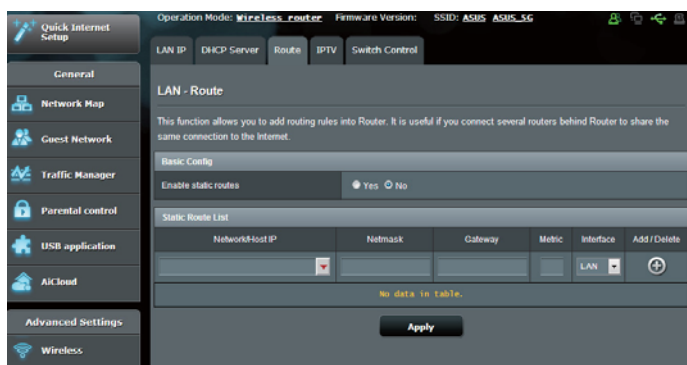 Quick Internet
Setup
Operation Mode: Wireless router Firmware Version: SSID: ASUS ASUS_5G
LAN IP DHCP Server Route IPTV Switch Control
General
Network Map
Guest Network
Traffic Manager
Parental control
USB application
AiCloud
Advanced Settings
Wireless
LAN - Route
This function allows you to add routing rules into Router. It is useful if you connect several routers behind Router to share the
same connection to the Internet.
Basic Config
Enable static routes Yes No
Static Route List
Network/Host IP Netmask Gateway Metric Interface Add / Delete
LAN
No data in table.
Apply